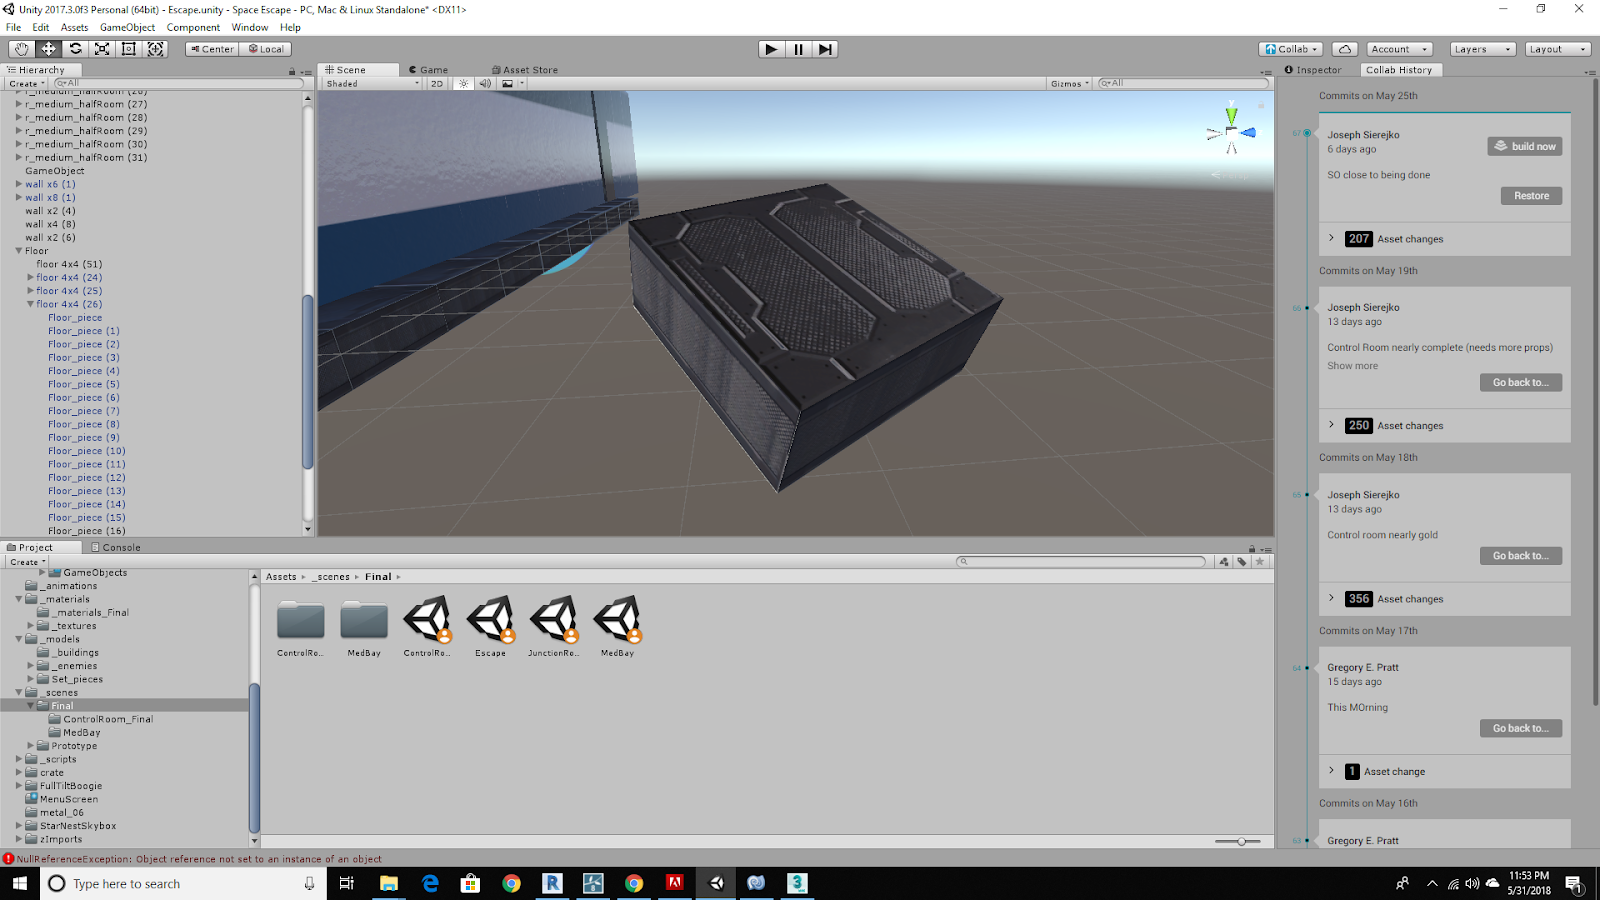 Unity 2017.3.0f3 Personal (64bit) - Escape.unity - Space Escape - PC, Mac & Linux Standalone* <DX11>
File Edit Assets GameObject Component Window Help
Center Local Collab Account Layers Layout
Hierarchy
Create All
r_medium_halfRoom (26)
r_medium_halfRoom (27)
r_medium_halfRoom (28)
r_medium_halfRoom (29)
r_medium_halfRoom (30)
r_medium_halfRoom (31)
GameObject
wall x6 (1)
wall x8 (1)
wall x2 (4)
wall x4 (8)
wall x2 (6)
Floor
floor 4x4 (51)
floor 4x4 (24)
floor 4x4 (25)
floor 4x4 (26)
Floor_piece
Floor_piece (1)
Floor_piece (2)
Floor_piece (3)
Floor_piece (4)
Floor_piece (5)
Floor_piece (6)
Floor_piece (7)
Floor_piece (8)
Floor_piece (9)
Floor_piece (10)
Floor_piece (11)
Floor_piece (12)
Floor_piece (13)
Floor_piece (14)
Floor_piece (15)
Floor_piece (16)
Scene Game Asset Store
Shaded 2D Gizmos All
y
Inspector Collab History
Commits on May 25th
67
Joseph Sierejko
6 days ago
build now
SO close to being done
Restore
207 Asset changes
Commits on May 19th
66
Joseph Sierejko
13 days ago
Control Room nearly complete (needs more props)
Show more
Go back to...
250 Asset changes
Commits on May 18th
65
Joseph Sierejko
13 days ago
Control room nearly gold
Go back to...
356 Asset changes
Commits on May 17th
64
Gregory E. Pratt
15 days ago
This MOrning
Go back to...
1 Asset change
Commits on May 16th
63
Gregory E. Pratt
Project Console
Create
GameObjects
_animations
_materials
_materials_Final
_textures
_models
_buildings
_enemies
Set_pieces
_scenes
Final
ControlRoom_Final
MedBay
Prototype
_scripts
crate
FullTiltBoogie
MenuScreen
metal_06
StarNestSkybox
zImports
Assets _scenes Final
ControlRo... MedBay ControlRo... Escape JunctionRo... MedBay
NullReferenceException: Object reference not set to an instance of an object
Type here to search
11:53 PM
5/31/2018
1